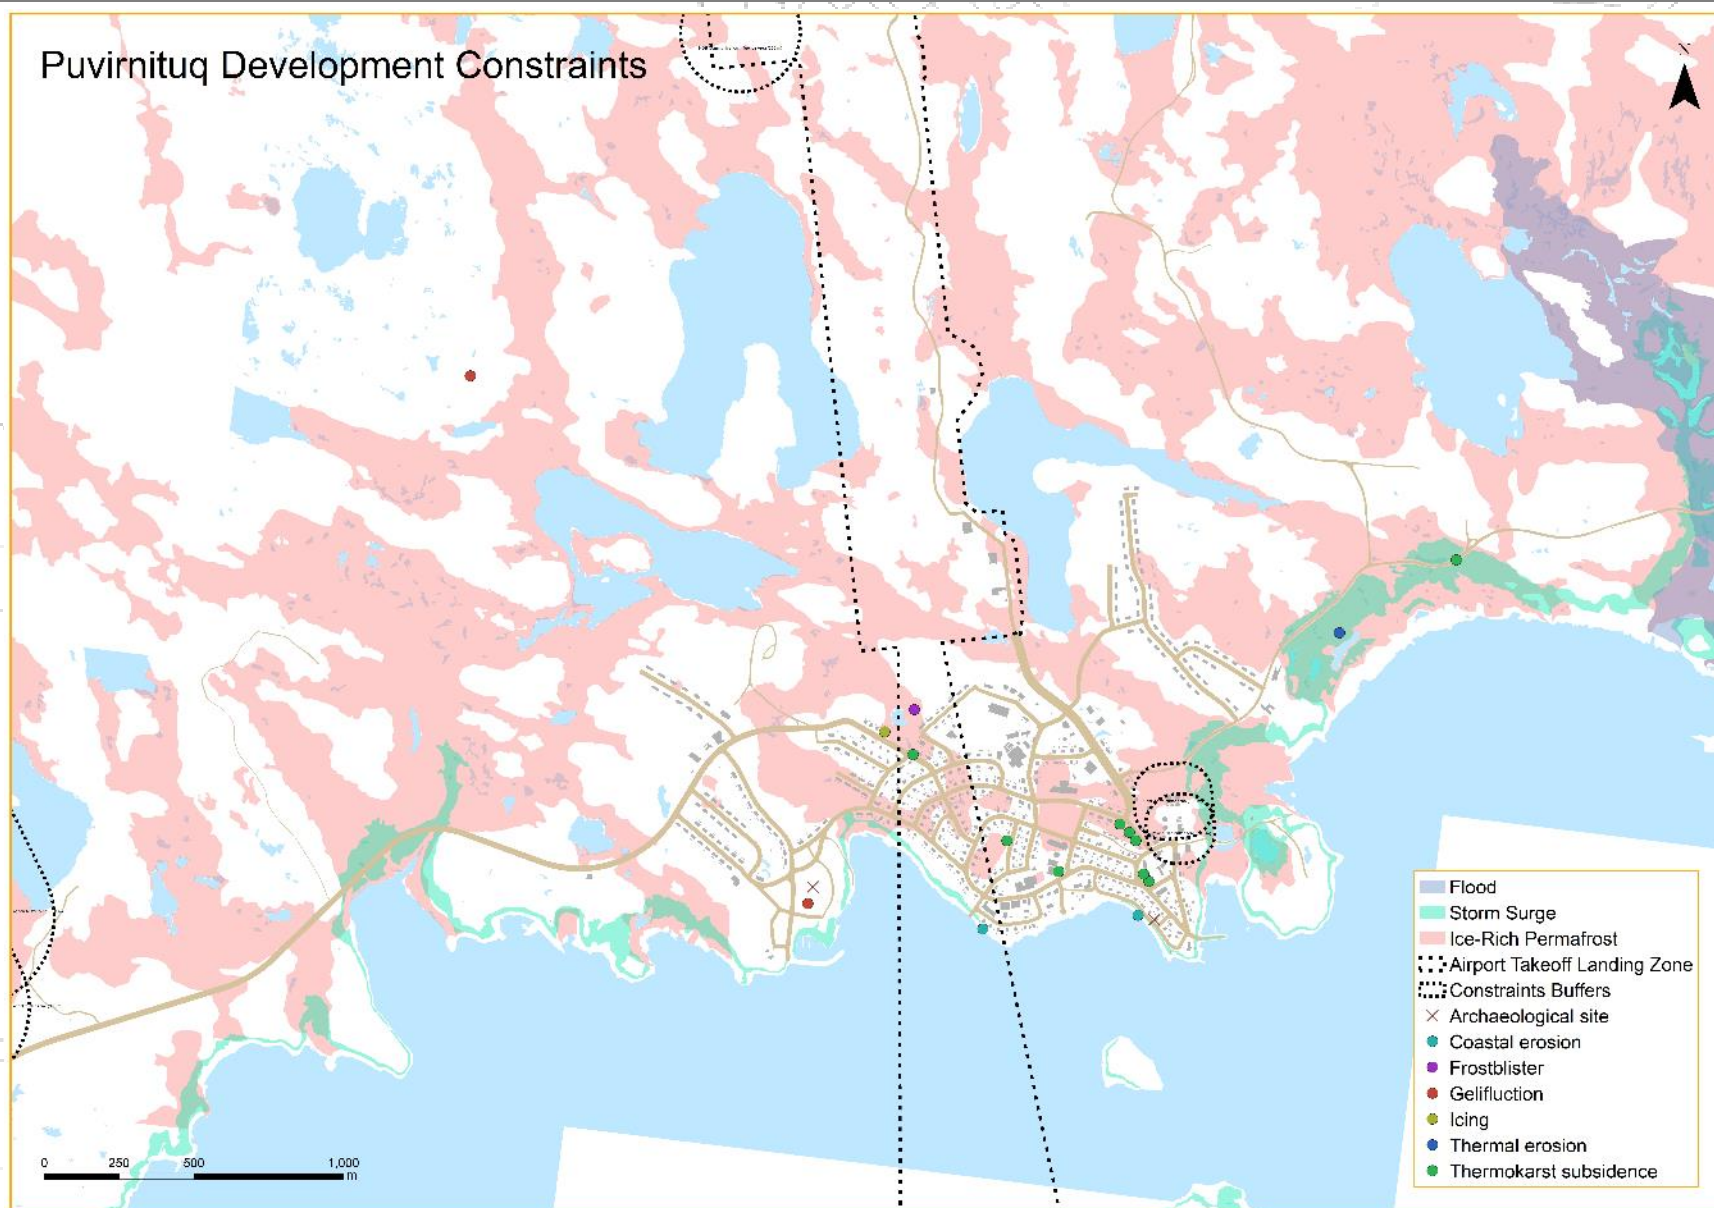 Puvirnituq Development Constraints
N
Flood
Storm Surge
Ice-Rich Permafrost
Airport Takeoff Landing Zone
Constraints Buffers
Archaeological site
Coastal erosion
Frostblister
Gelifluction
Icing
Thermal erosion
Thermokarst subsidence
0 250 500 1,000
m